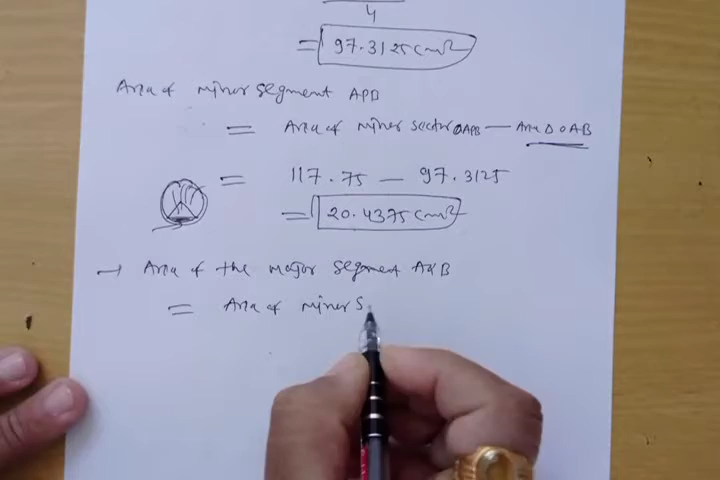 4
= 97.3125 cm²
Area of minor segment APB
= Area of minor sector OAPB — Area Δ OAB
= 117.75 — 97.3125
= 20.4375 cm²
→ Area of the major segment AQB
= Area of miner S